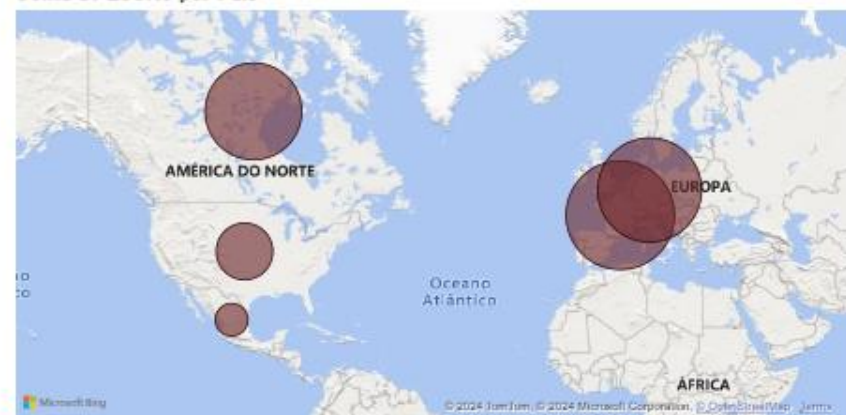 AMÉRICA DO NORTE
EUROPA
Oceano
Atlântico
ÁFRICA
Microsoft Bing
© 2024 TomTom, © 2024 Microsoft Corporation, © OpenStreetMap Terms